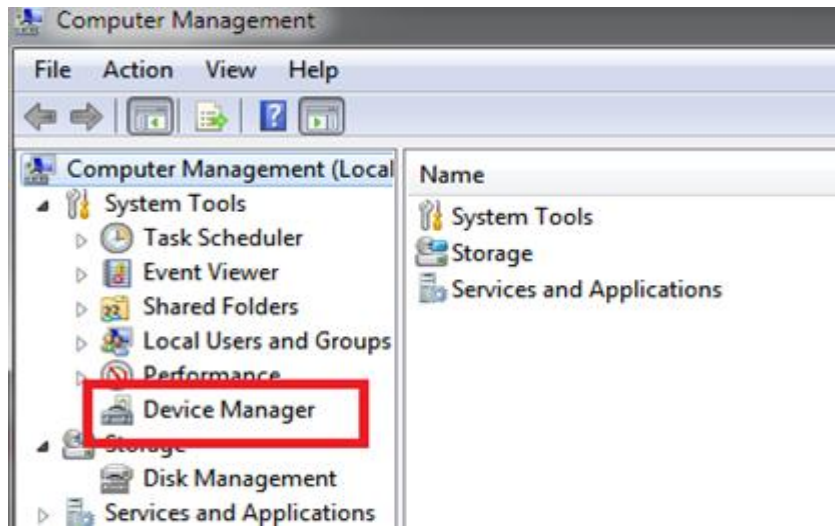 Computer Management
File Action View Help
Computer Management (Local
System Tools
Task Scheduler
Event Viewer
Shared Folders
Local Users and Groups
Performance
Device Manager
Storage
Disk Management
Services and Applications
Name
System Tools
Storage
Services and Applications